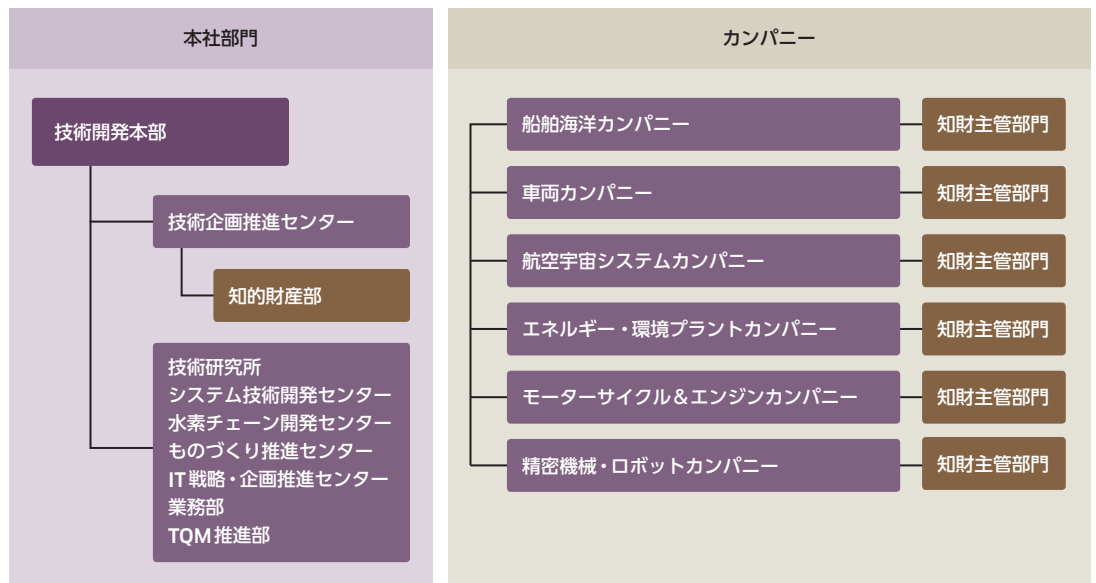 本社部門
技術開発本部
技術企画推進センター
知的財産部
技術研究所
システム技術開発センター
水素チェーン開発センター
ものづくり推進センター
IT戦略・企画推進センター
業務部
TQM推進部
カンパニー
船舶海洋カンパニー
知財主管部門
車両カンパニー
知財主管部門
航空宇宙システムカンパニー
知財主管部門
エネルギー・環境プラントカンパニー
知財主管部門
モーターサイクル&エンジンカンパニー
知財主管部門
精密機械・ロボットカンパニー
知財主管部門